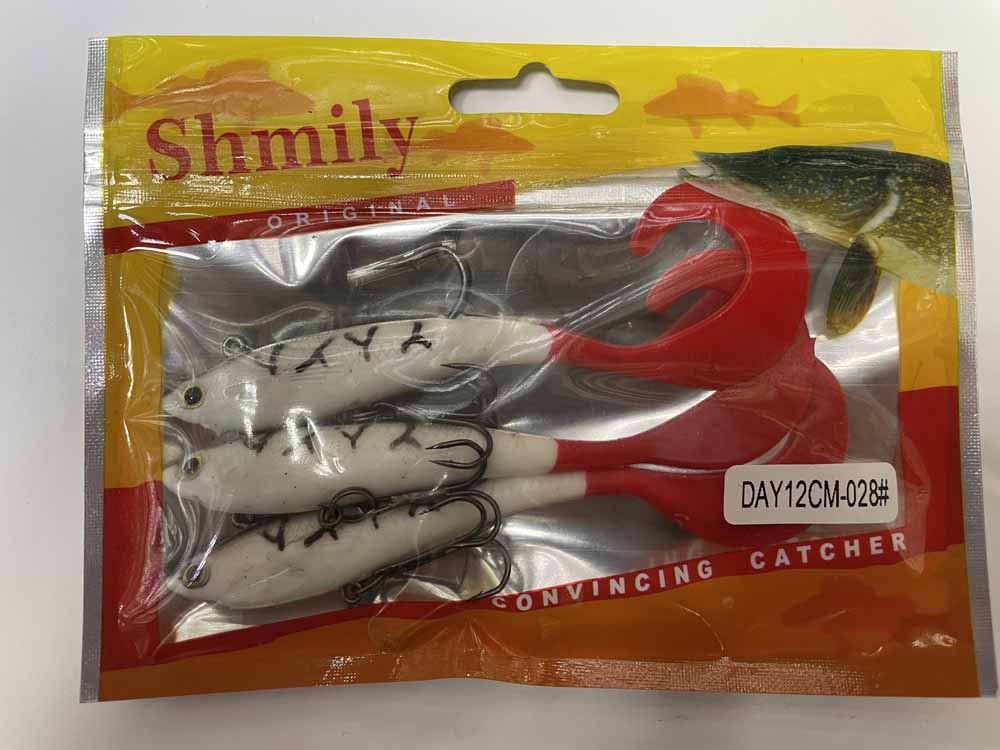 Shmily
ORIGINAL
DAY12CM-028#
CONVINCING CATCHER